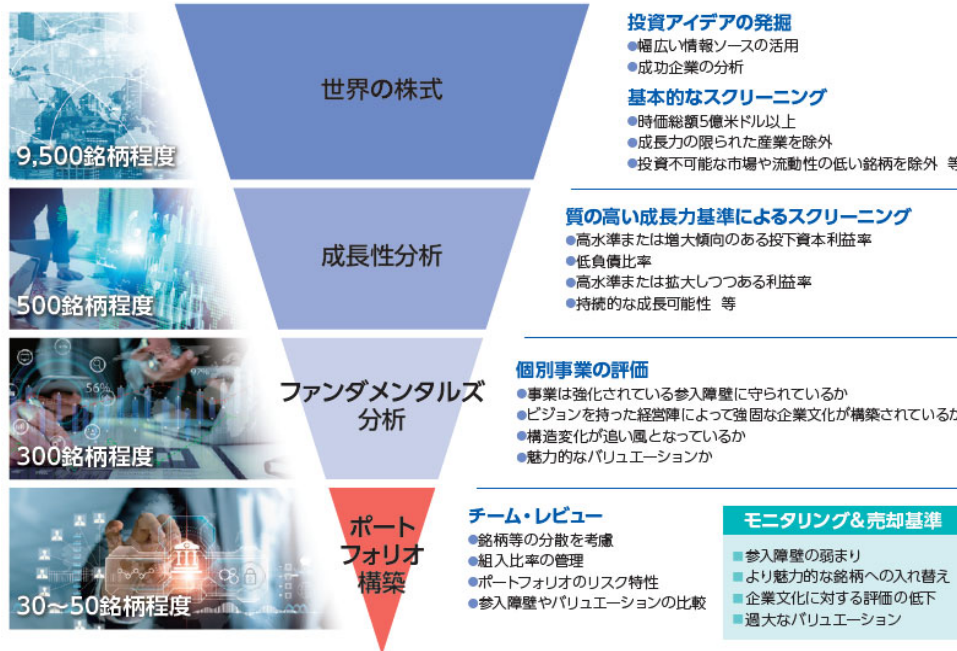 世界の株式
9,500銘柄程度
投資アイデアの発掘
●幅広い情報ソースの活用
●成功企業の分析
基本的なスクリーニング
●時価総額5億米ドル以上
●成長力の限られた産業を除外
●投資不可能な市場や流動性の低い銘柄を除外 等
成長性分析
500銘柄程度
質の高い成長力基準によるスクリーニング
●高水準または増大傾向のある投下資本利益率
●低負債比率
●高水準または拡大しつつある利益率
●持続的な成長可能性 等
56%
ファンダメンタルズ
分析
300銘柄程度
個別事業の評価
●事業は強化されている参入障壁に守られているか
●ビジョンを持った経営陣によって強固な企業文化が構築されているか
●構造変化が追い風となっているか
●魅力的なバリュエーションか
ポート
フォリオ
構築
30～50銘柄程度
チーム・レビュー
●銘柄等の分散を考慮
●組入比率の管理
●ポートフォリオのリスク特性
●参入障壁やバリュエーションの比較
モニタリング&売却基準
■参入障壁の弱まり
■より魅力的な銘柄への入れ替え
■企業文化に対する評価の低下
■過大なバリュエーション